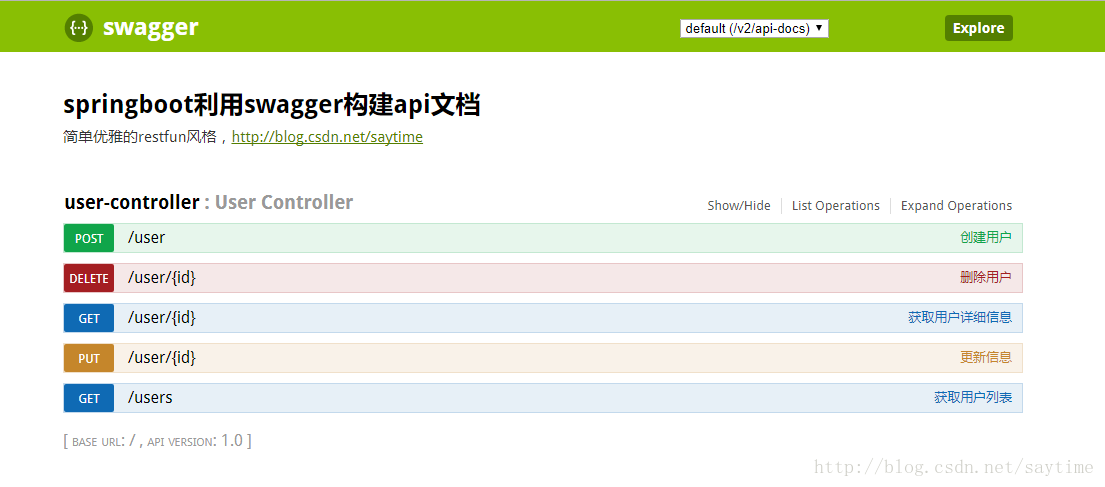 {···} swagger default (/v2/api-docs) ▼ Explore
springboot利用swagger构建api文档
简单优雅的restfun风格，http://blog.csdn.net/saytime
user-controller : User Controller Show/Hide List Operations Expand Operations
POST /user 创建用户
DELETE /user/{id} 删除用户
GET /user/{id} 获取用户详细信息
PUT /user/{id} 更新信息
GET /users 获取用户列表
[ BASE URL: / , API VERSION: 1.0 ]
http://blog.csdn.net/saytime